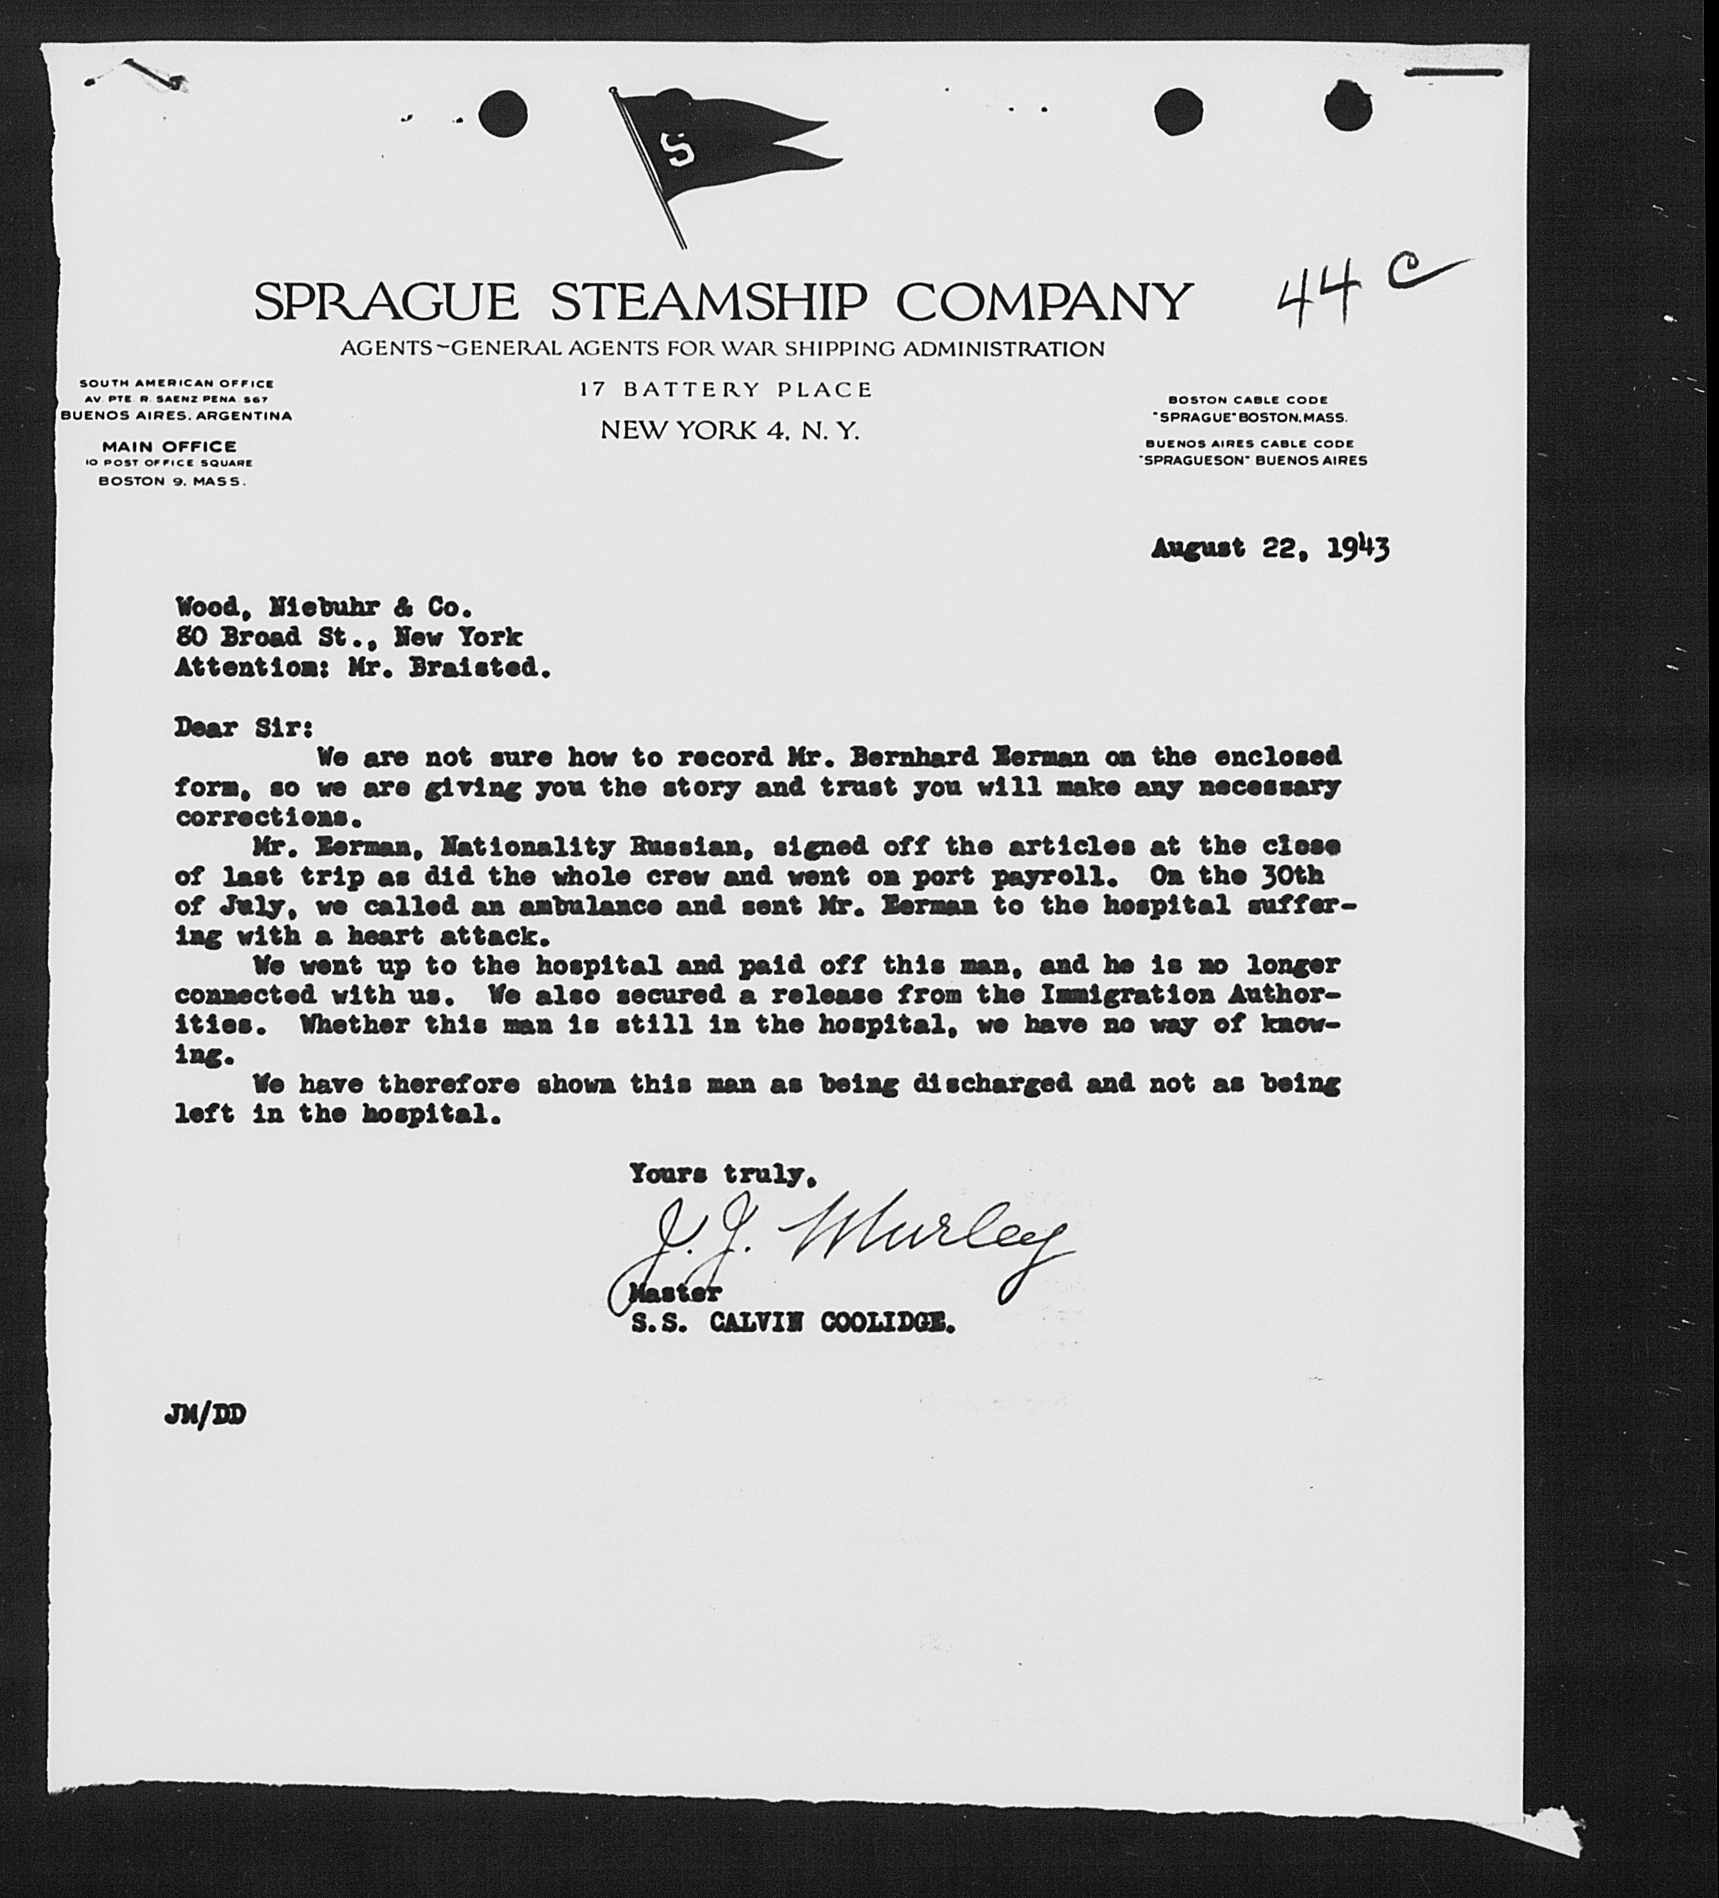 S
SPRAGUE STEAMSHIP COMPANY
44 C
AGENTS~GENERAL AGENTS FOR WAR SHIPPING ADMINISTRATION
17 BATTERY PLACE
NEW YORK 4, N. Y.
SOUTH AMERICAN OFFICE
AV. PTE. R. SAENZ PENA 567
BUENOS AIRES, ARGENTINA
MAIN OFFICE
10 POST OFFICE SQUARE
BOSTON 9, MASS.
BOSTON CABLE CODE
"SPRAGUE" BOSTON, MASS.
BUENOS AIRES CABLE CODE
"SPRAGUESON" BUENOS AIRES
August 22, 1943
Wood, Niebuhr & Co.
80 Broad St., New York
Attention: Mr. Braisted.
Dear Sir:
We are not sure how to record Mr. Bernhard Eerman on the enclosed
form, so we are giving you the story and trust you will make any necessary
corrections.
Mr. Eerman, Nationality Russian, signed off the articles at the close
of last trip as did the whole crew and went on port payroll. On the 30th
of July, we called an ambulance and sent Mr. Eerman to the hospital suffer-
ing with a heart attack.
We went up to the hospital and paid off this man, and he is no longer
connected with us. We also secured a release from the Immigration Author-
ities. Whether this man is still in the hospital, we have no way of know-
ing.
We have therefore shown this man as being discharged and not as being
left in the hospital.
Yours truly,
J. J. Murley
Master
S.S. CALVIN COOLIDGE.
JM/DD